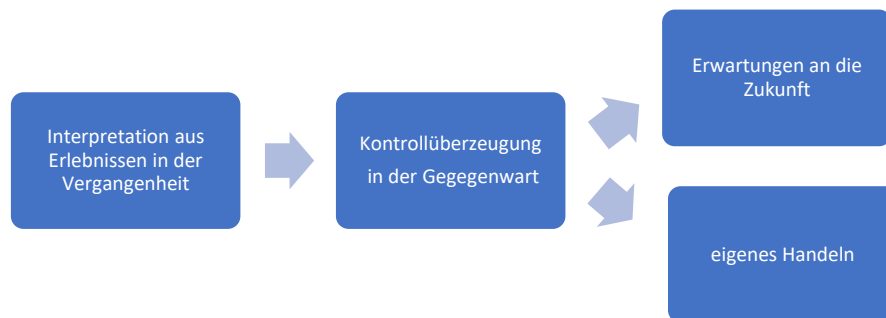 Interpretation aus
Erlebnissen in der
Vergangenheit
Kontrollüberzeugung
in der Gegegenwart
Erwartungen an die
Zukunft
eigenes Handeln